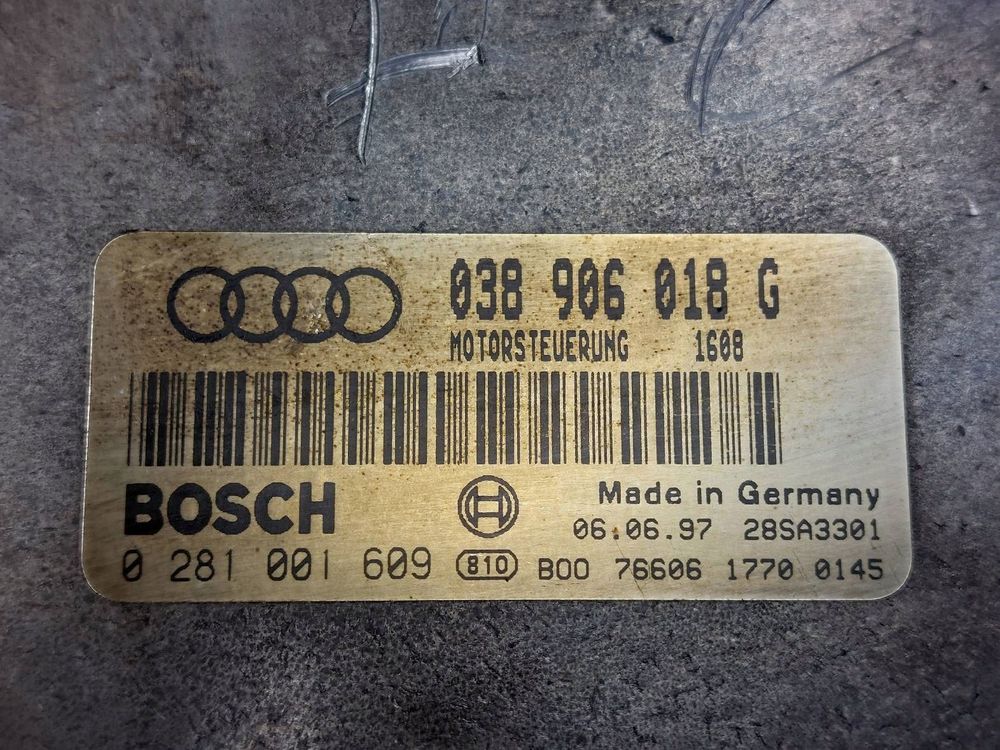 038 906 018 G
MOTORSTEUERUNG 1608
BOSCH
Made in Germany
06.06.97 28SA3301
0 281 001 609 810 B00 76606 1770 0145